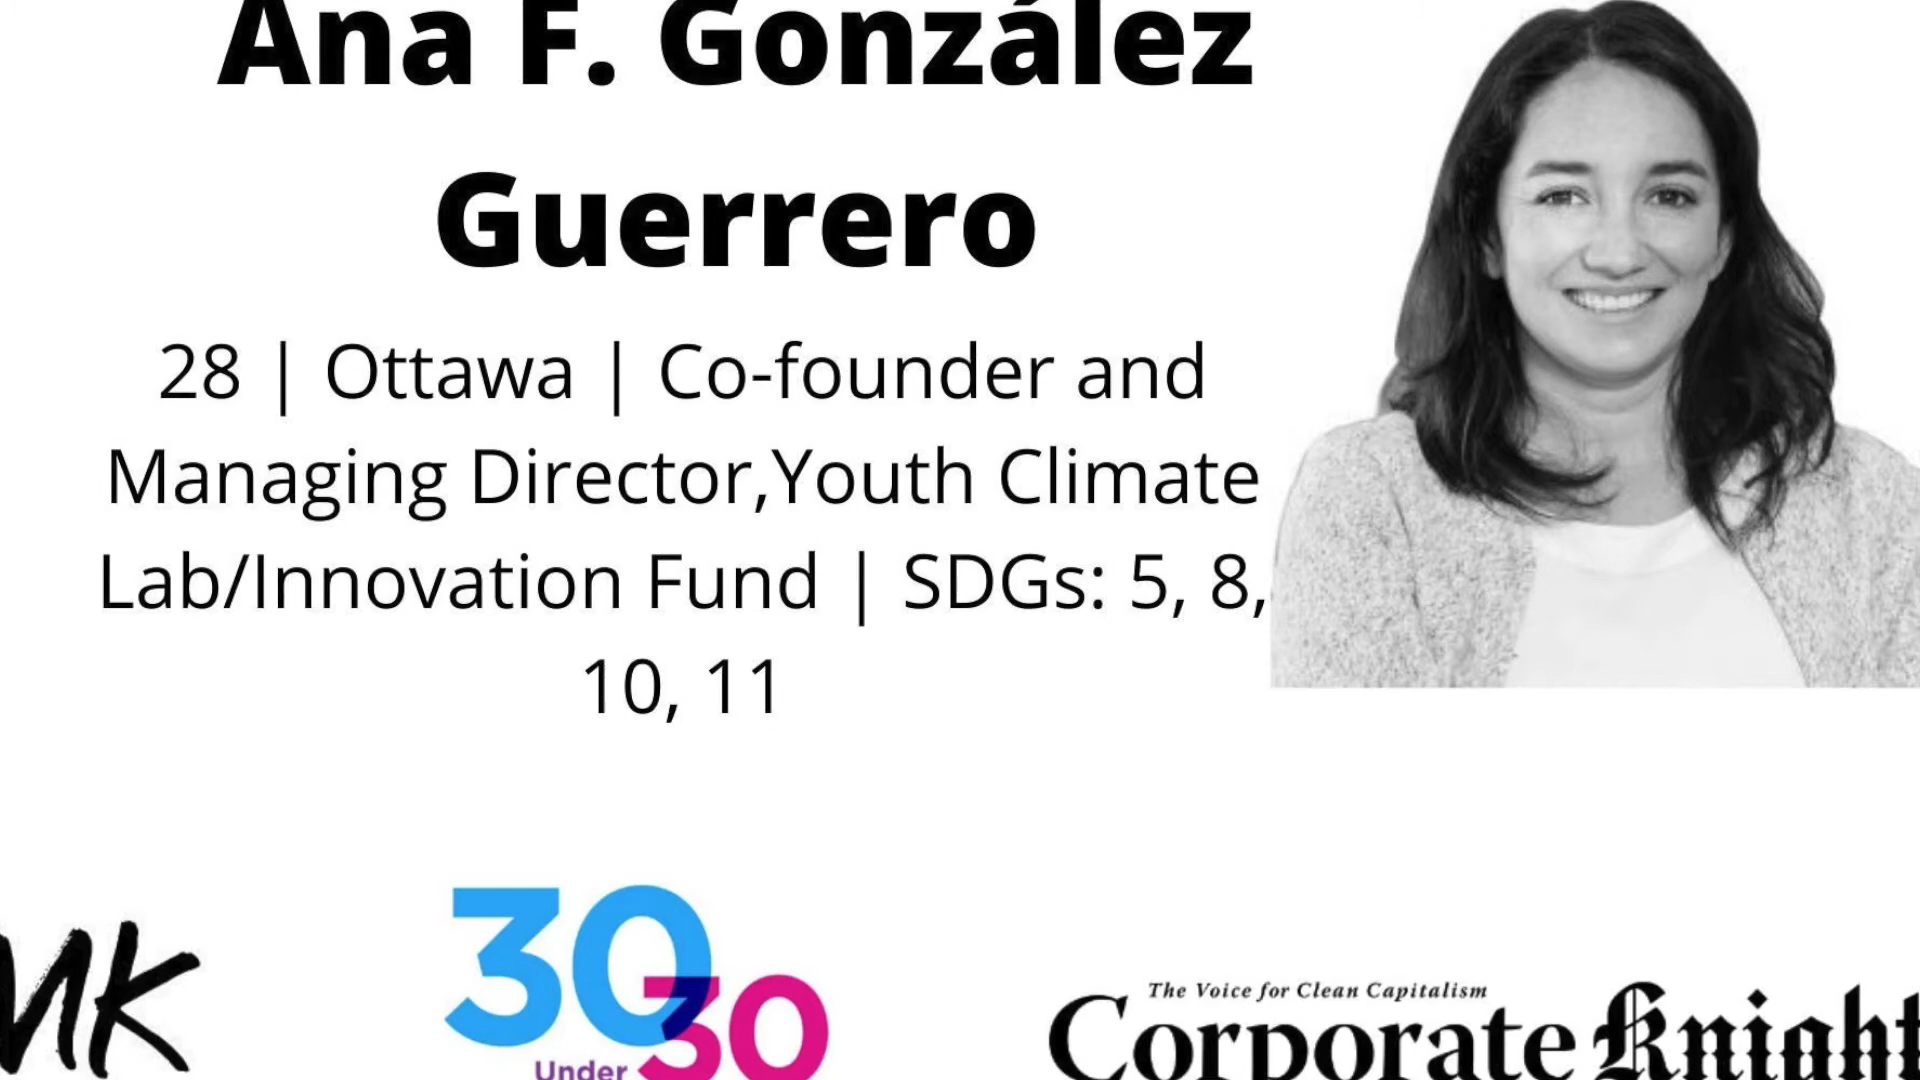 Ana F. González
Guerrero
28 | Ottawa | Co-founder and
Managing Director,Youth Climate
Lab/Innovation Fund | SDGs: 5, 8,
10, 11
30
Under 30
The Voice for Clean Capitalism
Corporate Knight